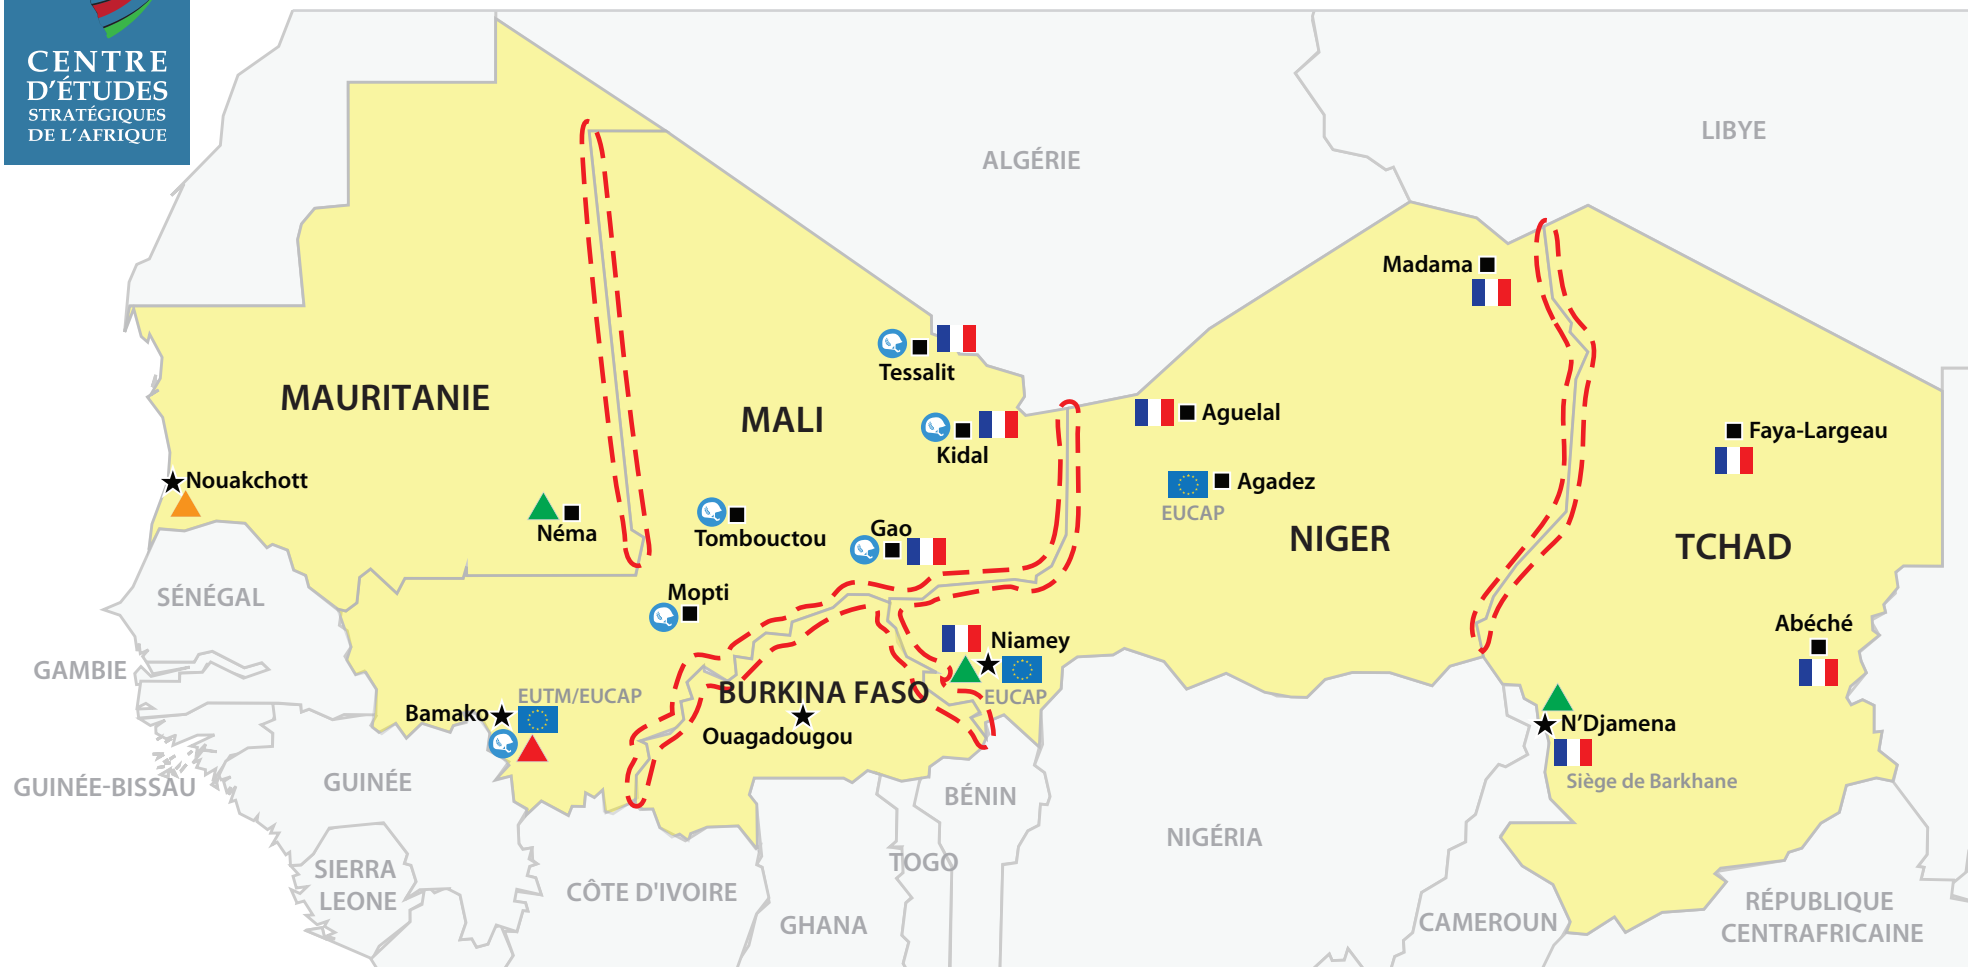 CENTRE
D'ÉTUDES
STRATÉGIQUES
DE L'AFRIQUE
LIBYE
ALGÉRIE
Madama
Tessalit
MAURITANIE
MALI
Aguelal
Kidal
Faya-Largeau
Nouakchott
Agadez
EUCAP
Néma
Tombouctou
Gao
NIGER
TCHAD
Mopti
SÉNÉGAL
Abéché
Niamey
GAMBIE
EUTM/EUCAP
BURKINA FASO
EUCAP
Bamako
Ouagadougou
N'Djamena
GUINÉE-BISSAU
GUINÉE
Siège de Barkhane
BÉNIN
NIGÉRIA
TOGO
SIERRA
LEONE
CÔTE D'IVOIRE
GHANA
CAMEROUN
RÉPUBLIQUE
CENTRAFRICAINE